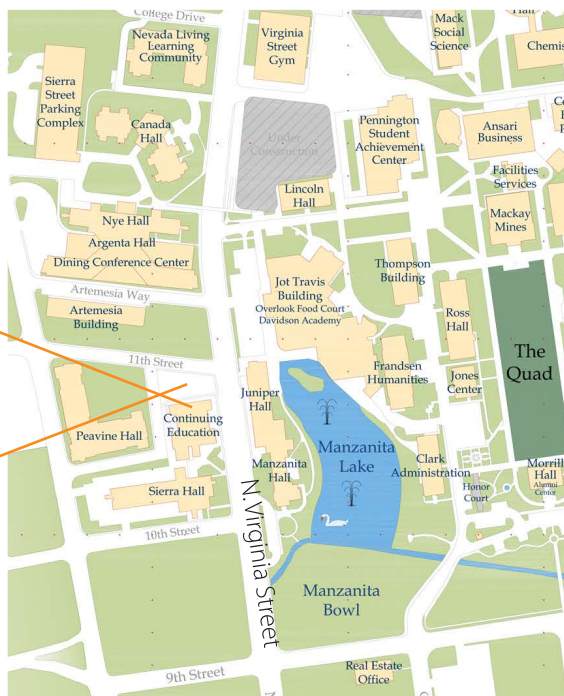 College Drive
Mack
Social
Science
Hall
Nevada Living
Learning
Community
Virginia
Street
Gym
Sierra
Street
Parking
Complex
Canada
Hall
Under
Construction
Pennington
Student
Achievement
Center
Ansari
Business
Facilities
Services
Lincoln
Hall
Mackay
Mines
Nye Hall
Argenta Hall
Dining Conference Center
Jot Travis
Building
Overlook Food Court
Davidson Academy
Thompson
Building
Artemesia Way
Artemesia
Building
Ross
Hall
The
Quad
11th Street
Juniper
Hall
Frandsen
Humanities
Jones
Center
Peavine Hall
Continuing
Education
Manzanita
Lake
Manzanita
Hall
Clark
Administration
Morrill
Hall
Alumni
Center
Honor
Court
Sierra Hall
N. Virginia Street
10th Street
Manzanita
Bowl
9th Street
Real Estate
Office